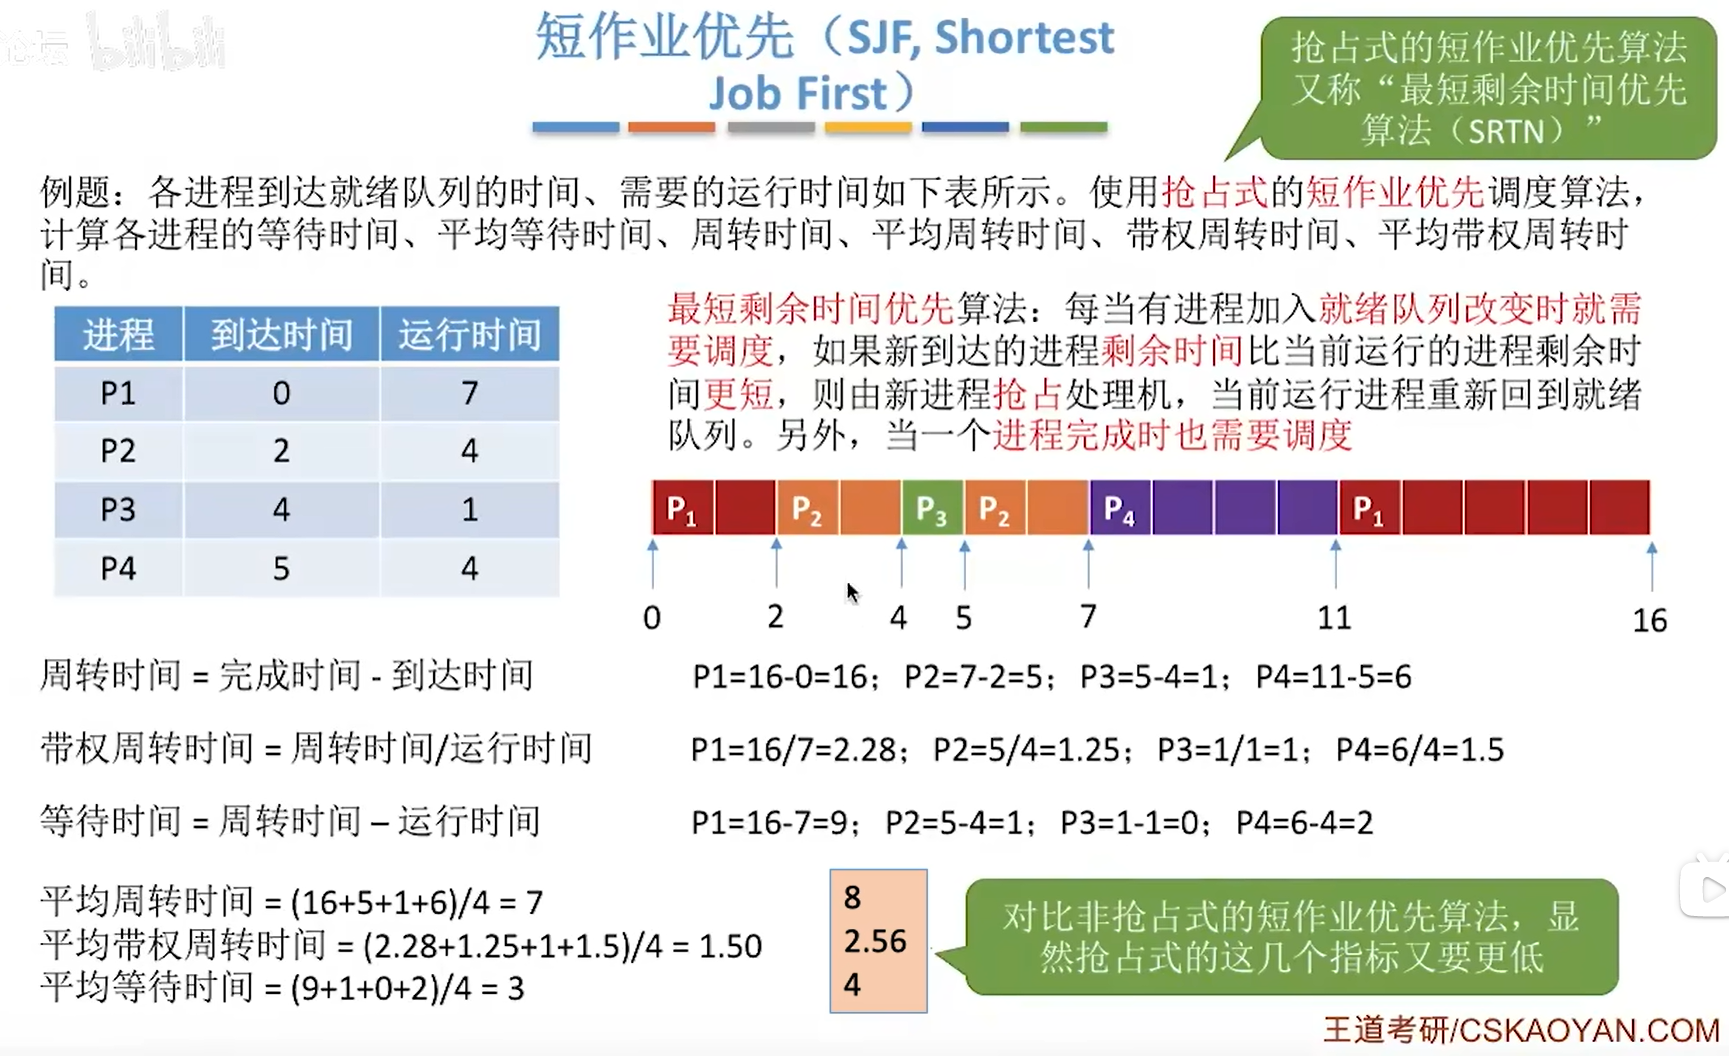 论坛 bilibili
短作业优先（SJF, Shortest
Job First）
抢占式的短作业优先算法
又称“最短剩余时间优先
算法（SRTN）”
例题：各进程到达就绪队列的时间、需要的运行时间如下表所示。使用抢占式的短作业优先调度算法，
计算各进程的等待时间、平均等待时间、周转时间、平均周转时间、带权周转时间、平均带权周转时
间。
进程 到达时间 运行时间
P1 0 7
P2 2 4
P3 4 1
P4 5 4
最短剩余时间优先算法：每当有进程加入就绪队列改变时就需
要调度，如果新到达的进程剩余时间比当前运行的进程剩余时
间更短，则由新进程抢占处理机，当前运行进程重新回到就绪
队列。另外，当一个进程完成时也需要调度
P1 P2 P3 P2 P4 P1
0 2 4 5 7 11 16
周转时间 = 完成时间 - 到达时间 P1=16-0=16；P2=7-2=5；P3=5-4=1；P4=11-5=6
带权周转时间 = 周转时间/运行时间 P1=16/7=2.28；P2=5/4=1.25；P3=1/1=1；P4=6/4=1.5
等待时间 = 周转时间 – 运行时间 P1=16-7=9；P2=5-4=1；P3=1-1=0；P4=6-4=2
平均周转时间 = (16+5+1+6)/4 = 7
平均带权周转时间 = (2.28+1.25+1+1.5)/4 = 1.50
平均等待时间 = (9+1+0+2)/4 = 3
8
2.56
4
对比非抢占式的短作业优先算法，显
然抢占式的这几个指标又要更低
王道考研/CSKAOYAN.COM